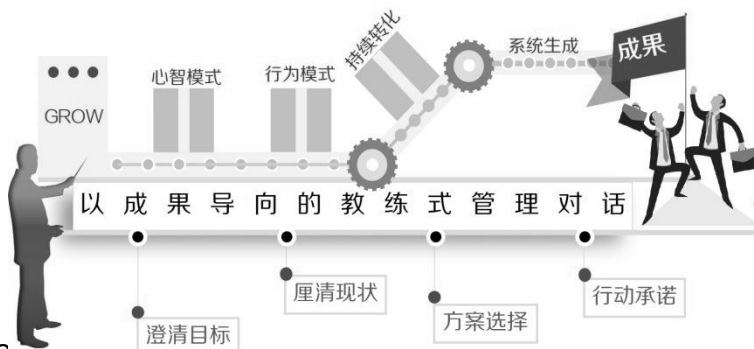 GROW
心智模式
行为模式
持续转化
系统生成
成果
以成果导向的教练式管理对话
澄清目标
厘清现状
方案选择
行动承诺